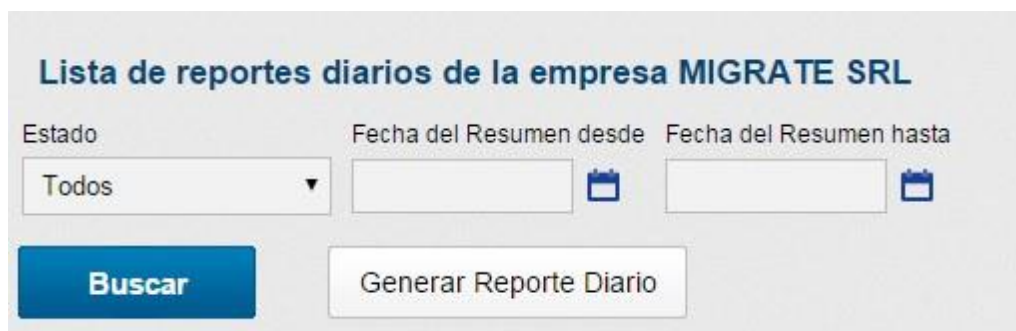 Lista de reportes diarios de la empresa MIGRATE SRL
Estado Fecha del Resumen desde Fecha del Resumen hasta
Todos
Buscar Generar Reporte Diario